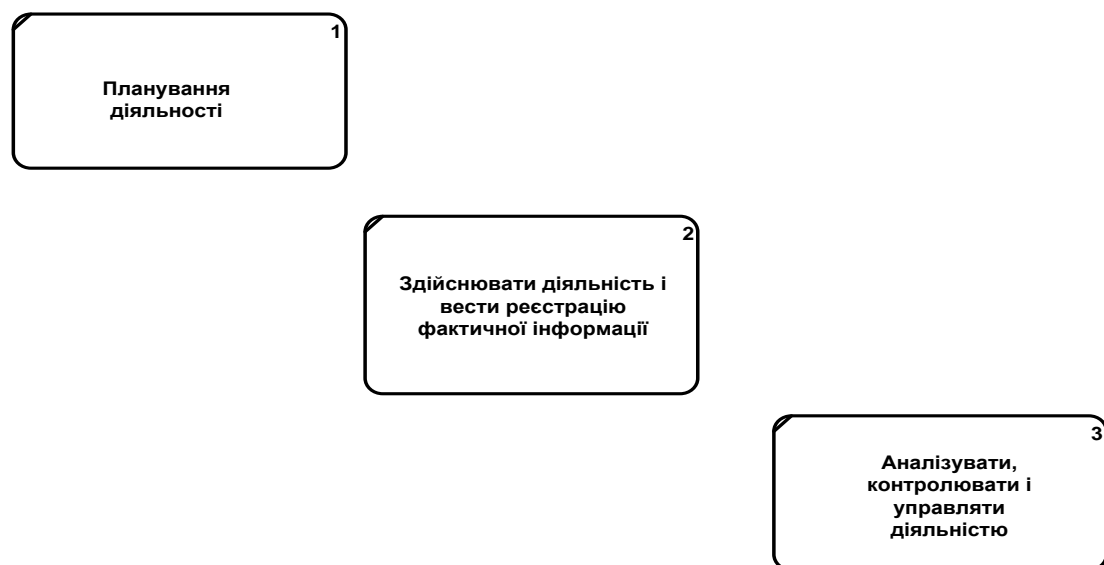 1
Планування
діяльності
2
Здійснювати діяльність і
вести реєстрацію
фактичної інформації
3
Аналізувати,
контролювати і
управляти
діяльністю